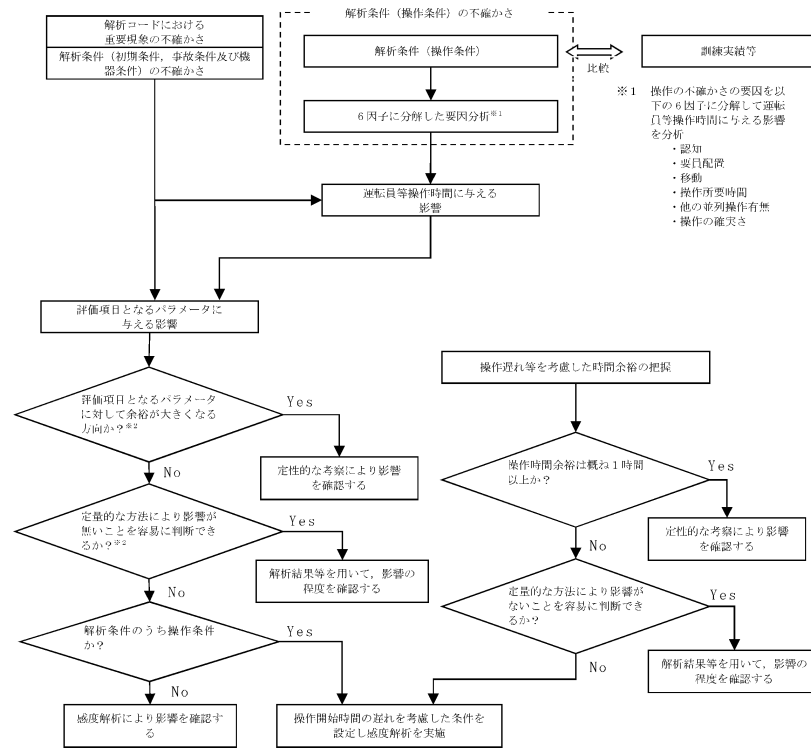 解析コードにおける
重要現象の不確かさ
解析条件（初期条件，事故条件及び機
器条件）の不確かさ
解析条件（操作条件）の不確かさ
解析条件（操作条件）
6因子に分解した要因分析※1
比較
訓練実績等
※1 操作の不確かさの要因を以
下の6因子に分解して運転
員等操作時間に与える影響
を分析
・認知
・要員配置
・移動
・操作所要時間
・他の並列操作有無
・操作の確実さ
運転員等操作時間に与える
影響
評価項目となるパラメータに
与える影響
評価項目となるパラメータ
に対して余裕が大きくなる
方向か？※2
Yes
定性的な考察により影響
を確認する
No
定量的な方法により影響が
無いことを容易に判断でき
るか？※2
Yes
解析結果等を用いて，影響の
程度を確認する
No
解析条件のうち操作条件
か？
Yes
No
感度解析により影響を確認す
る
操作開始時間の遅れを考慮した条件を
設定し感度解析を実施
操作遅れ等を考慮した時間余裕の把握
操作時間余裕は概ね1時間
以上か？
Yes
定性的な考察により影響
を確認する
No
定量的な方法により影響が
ないことを容易に判断でき
るか？
Yes
解析結果等を用いて，影響の
程度を確認する
No